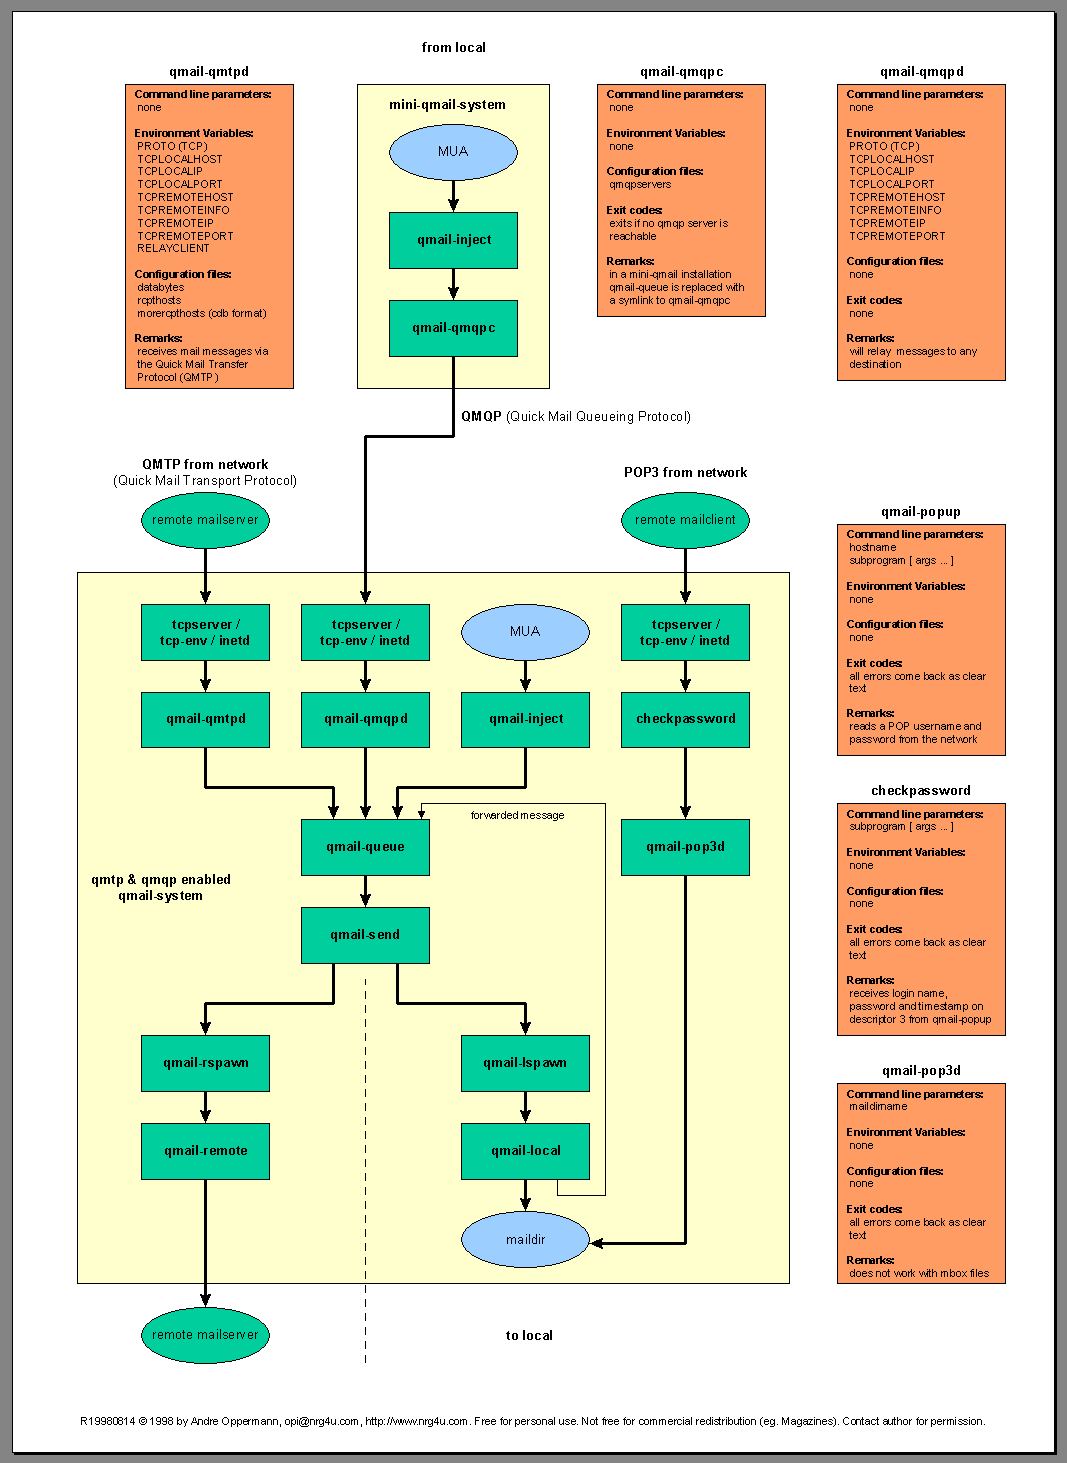 from local
qmail-qmtpd
Command line parameters:
none
Environment Variables:
PROTO (TCP)
TCPLOCALHOST
TCPLOCALIP
TCPLOCALPORT
TCPREMOTEHOST
TCPREMOTEINFO
TCPREMOTEIP
TCPREMOTEPORT
RELAYCLIENT
Configuration files:
databytes
rcpthosts
morercpthosts (cdb format)
Remarks:
receives mail messages via
the Quick Mail Transfer
Protocol (QMTP)
mini-qmail-system
MUA
qmail-inject
qmail-qmqpc
qmail-qmqpc
Command line parameters:
none
Environment Variables:
none
Configuration files:
qmqpservers
Exit codes:
exits if no qmqp server is
reachable
Remarks:
in a mini-qmail installation
qmail-queue is replaced with
a symlink to qmail-qmqpc
qmail-qmqpd
Command line parameters:
none
Environment Variables:
PROTO (TCP)
TCPLOCALHOST
TCPLOCALIP
TCPLOCALPORT
TCPREMOTEHOST
TCPREMOTEINFO
TCPREMOTEIP
TCPREMOTEPORT
Configuration files:
none
Exit codes:
none
Remarks:
will relay messages to any
destination
QMQP (Quick Mail Queueing Protocol)
QMTP from network
(Quick Mail Transport Protocol)
remote mailserver
POP3 from network
remote mailclient
tcpserver /
tcp-env / inetd
tcpserver /
tcp-env / inetd
MUA
tcpserver /
tcp-env / inetd
qmail-qmtpd
qmail-qmqpd
qmail-inject
checkpassword
forwarded message
qmail-queue
qmail-pop3d
qmtp & qmqp enabled
qmail-system
qmail-send
qmail-rspawn
qmail-lspawn
qmail-remote
qmail-local
maildir
remote mailserver
to local
qmail-popup
Command line parameters:
hostname
subprogram [ args ... ]
Environment Variables:
none
Configuration files:
none
Exit codes:
all errors come back as clear
text
Remarks:
reads a POP username and
password from the network
checkpassword
Command line parameters:
subprogram [ args ... ]
Environment Variables:
none
Configuration files:
none
Exit codes:
all errors come back as clear
text
Remarks:
receives login name,
password and timestamp on
descriptor 3 from qmail-popup
qmail-pop3d
Command line parameters:
maildirname
Environment Variables:
none
Configuration files:
none
Exit codes:
all errors come back as clear
text
Remarks:
does not work with mbox files
R19980814 © 1998 by Andre Oppermann, opi@nrg4u.com, http://www.nrg4u.com. Free for personal use. Not free for commercial redistribution (eg. Magazines). Contact author for permission.